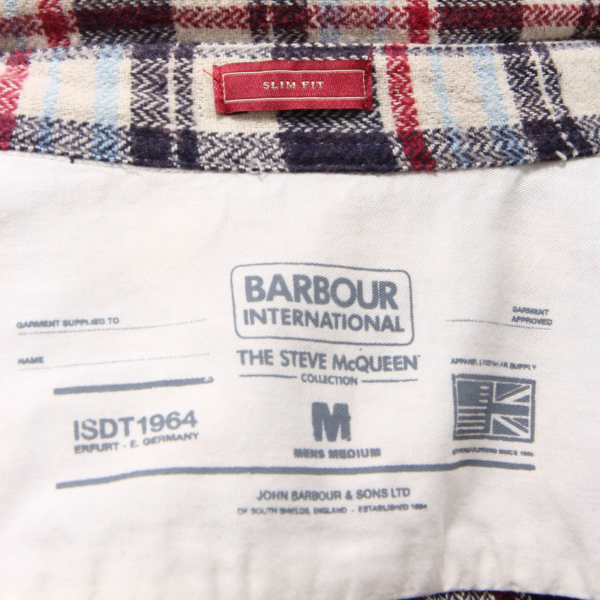 SLIM FIT
BARBOUR
INTERNATIONAL
GARMENT SUPPLIED TO
GARMENT
APPROVED
NAME
THE STEVE McQUEEN
COLLECTION
ISDT1964
ERFURT - E. GERMANY
M
MENS MEDIUM
JOHN BARBOUR & SONS LTD
OF SOUTH SHIELDS, ENGLAND - ESTABLISHED 1894